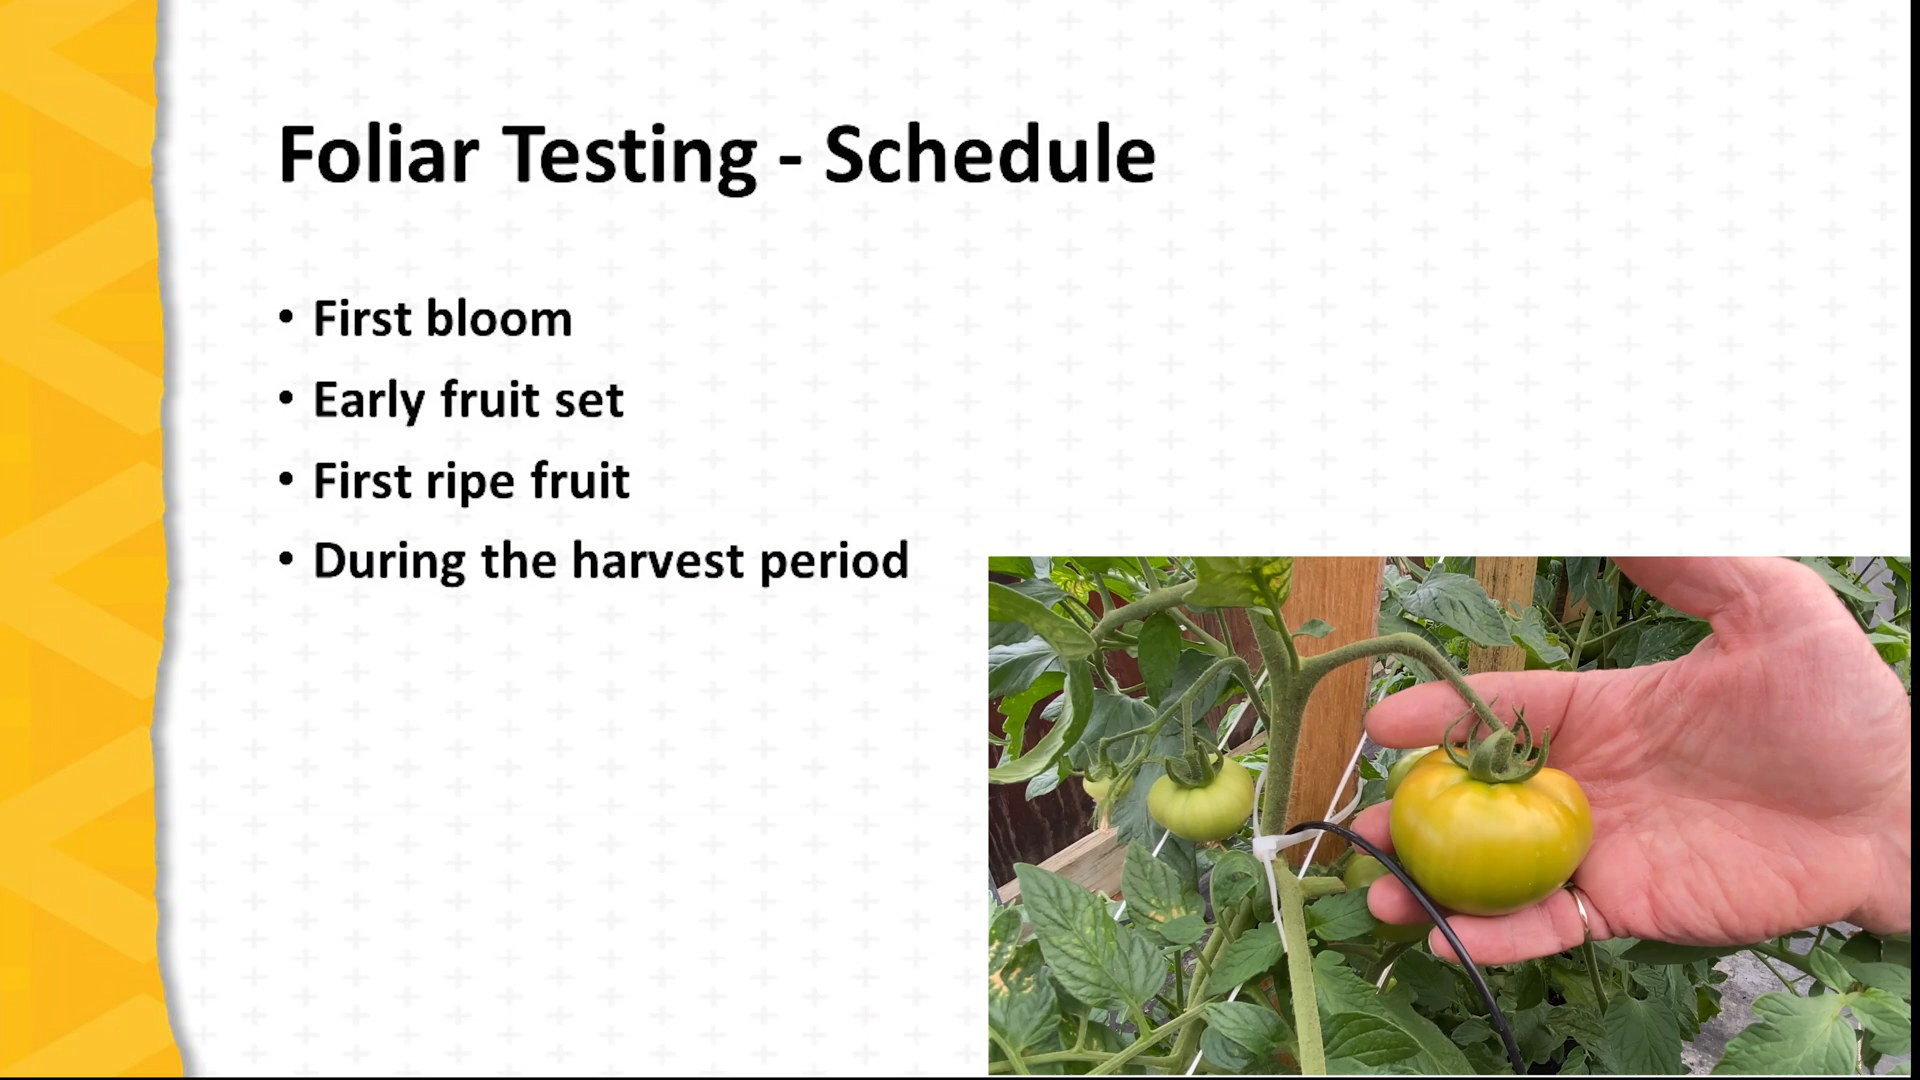 Foliar Testing - Schedule
• First bloom
• Early fruit set
• First ripe fruit
• During the harvest period